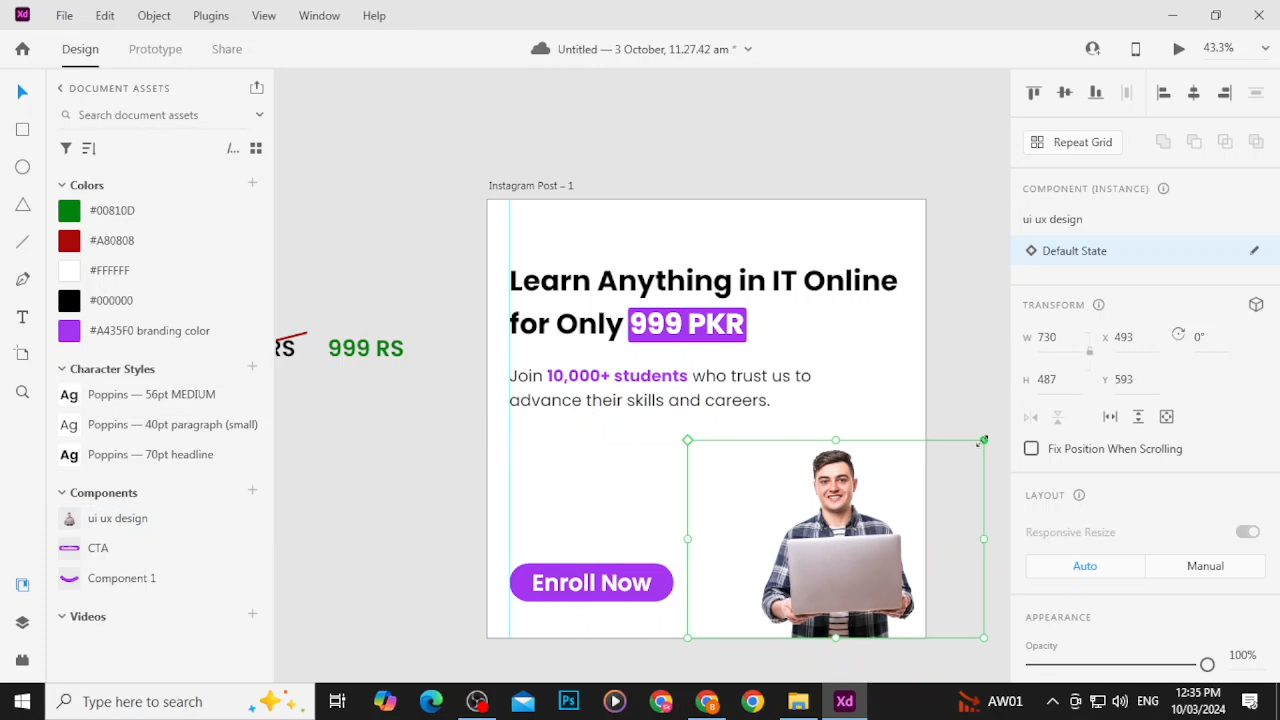 File Edit Object Plugins View Window Help
Design Prototype Share
Untitled — 3 October, 11.27.42 am *
43.3%
DOCUMENT ASSETS
Search document assets
Colors
#00810D
#A80808
#FFFFFF
#000000
#A435F0 branding color
Character Styles
Ag Poppins — 56pt MEDIUM
Ag Poppins — 40pt paragraph (small)
Ag Poppins — 70pt headline
Components
ui ux design
CTA
Component 1
Videos
RS
999 RS
Instagram Post – 1
Learn Anything in IT Online
for Only 999 PKR
Join 10,000+ students who trust us to
advance their skills and careers.
Enroll Now
Repeat Grid
COMPONENT (INSTANCE)
ui ux design
Default State
TRANSFORM
W 730 X 493 0°
H 487 Y 593
Fix Position When Scrolling
LAYOUT
Responsive Resize
Auto Manual
APPEARANCE
Opacity
100%
Type here to search
Ps
Xd
AW01
ENG
12:35 PM
10/03/2024